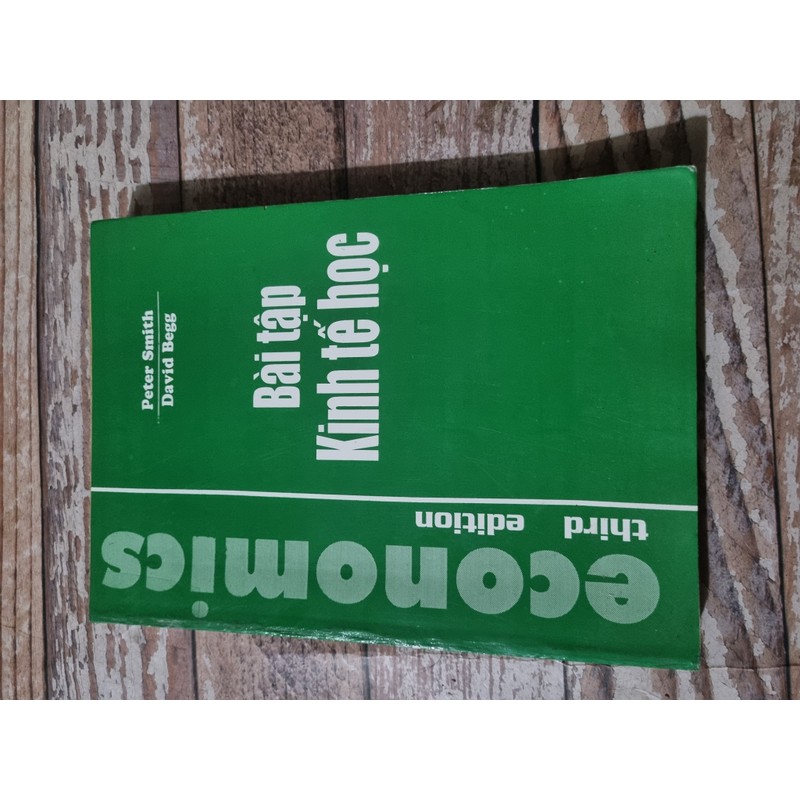 Peter Smith
David Begg
Bài tập
Kinh tế học
third edition
economics